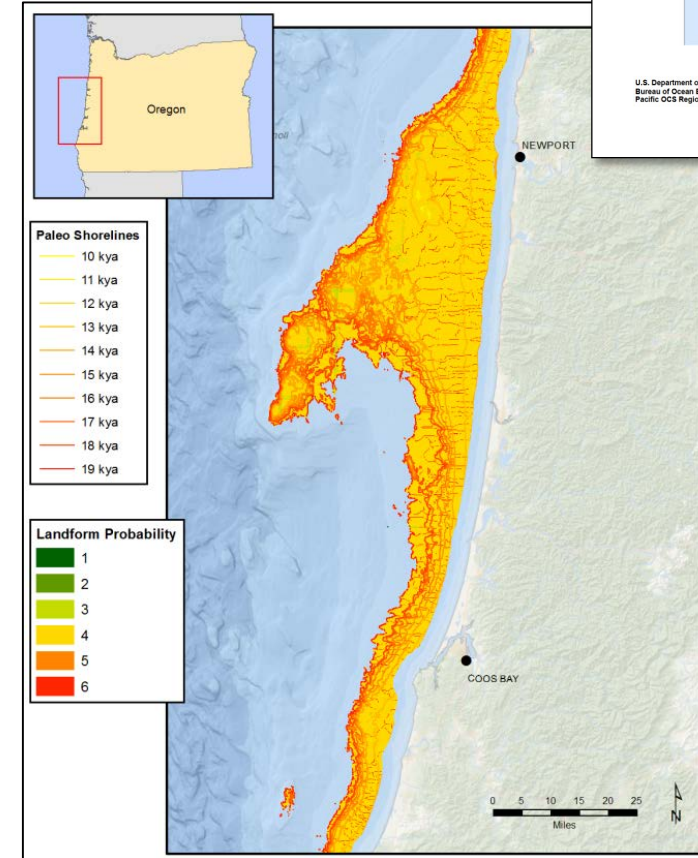 Oregon
U.S. Department of
Bureau of Ocean E
Pacific OCS Regio
NEWPORT
Paleo Shorelines
10 kya
11 kya
12 kya
13 kya
14 kya
15 kya
16 kya
17 kya
18 kya
19 kya
Landform Probability
1
2
3
4
5
6
COOS BAY
0 5 10 15 20 25
Miles
N